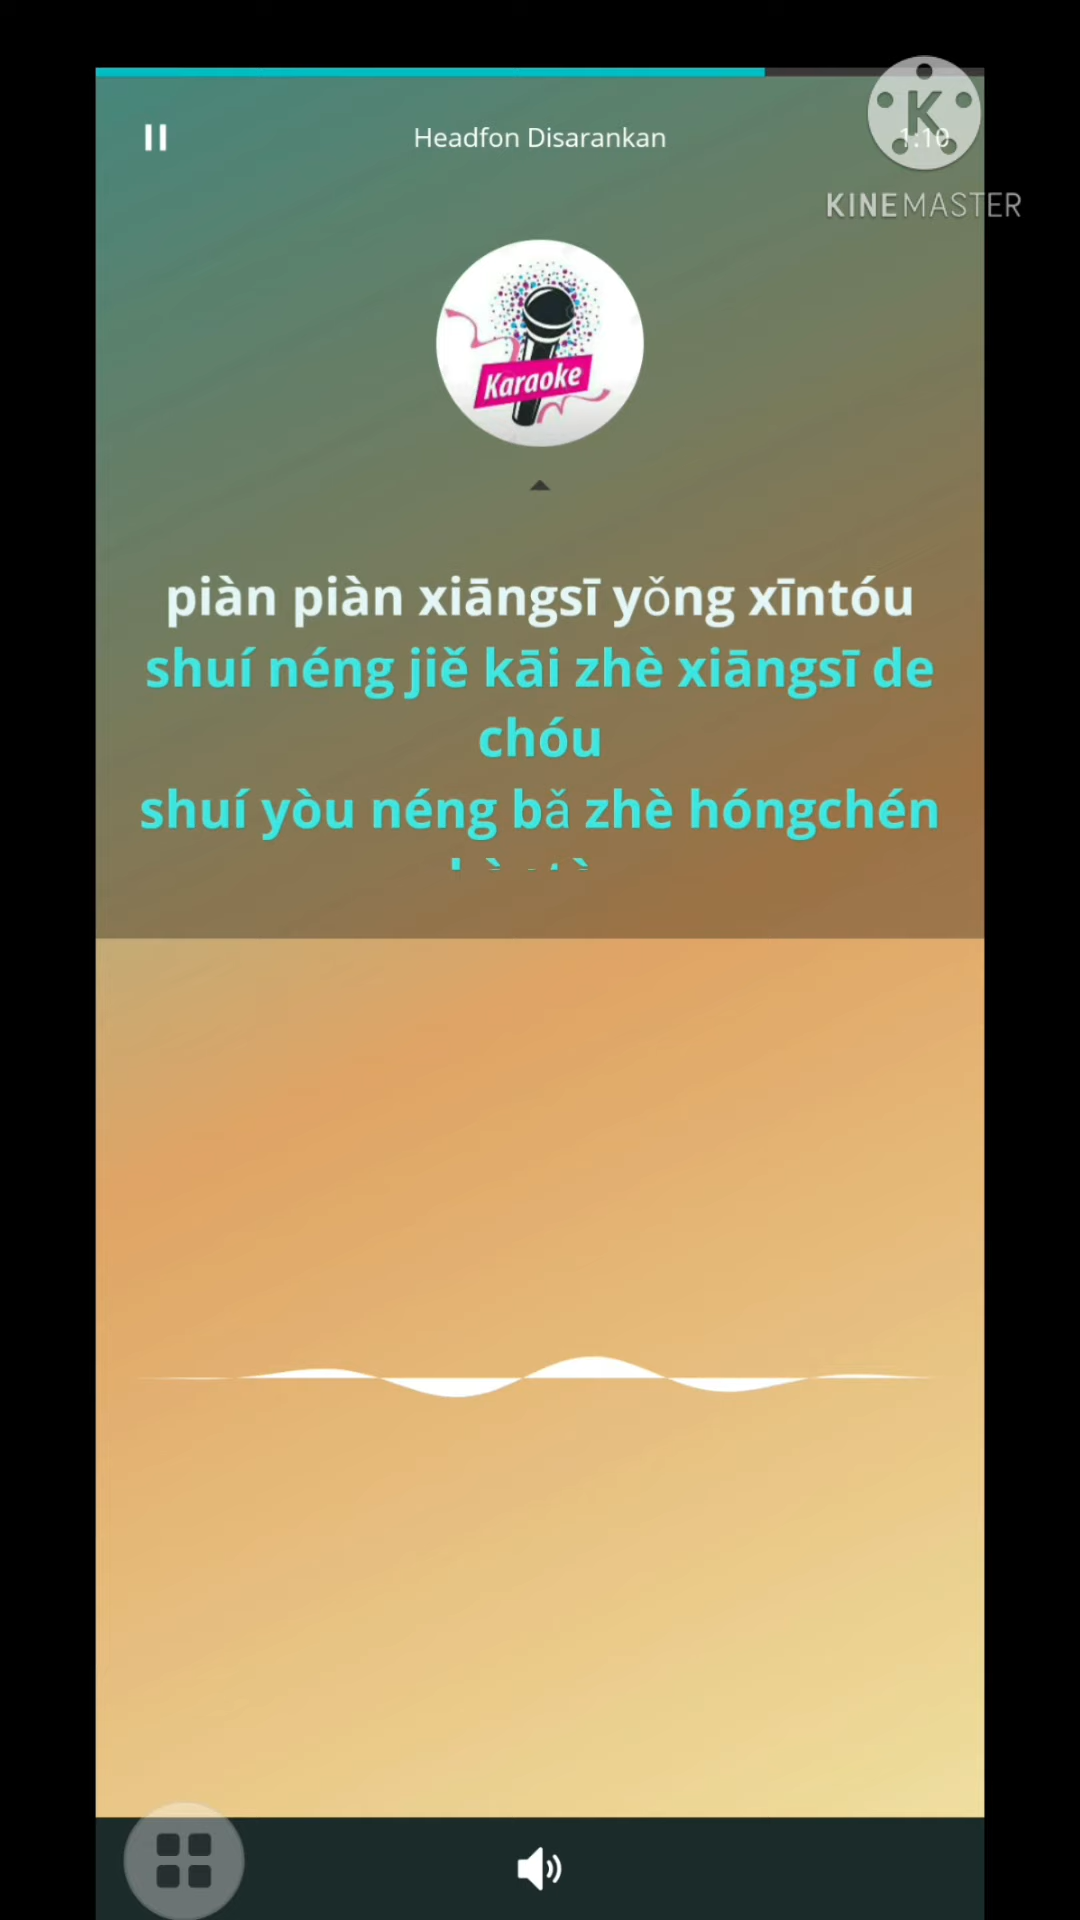 Headfon Disarankan
1:10
K
KINEMASTER
Karaoke
piàn piàn xiāngsī yǒng xīntóu
shuí néng jiě kāi zhè xiāngsī de
chóu
shuí yòu néng bǎ zhè hóngchén